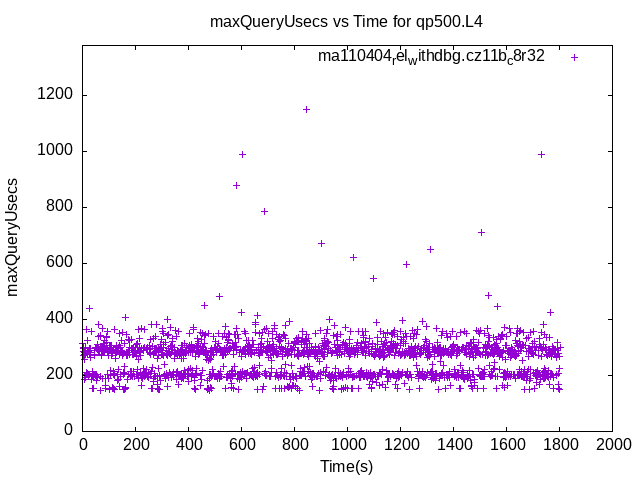 maxQueryUsecs vs Time for qp500.L4
ma110404relwithdbg.cz11bc8r32
1200
1000
800
600
400
200
0
maxQueryUsecs
0 200 400 600 800 1000 1200 1400 1600 1800 2000
Time(s)